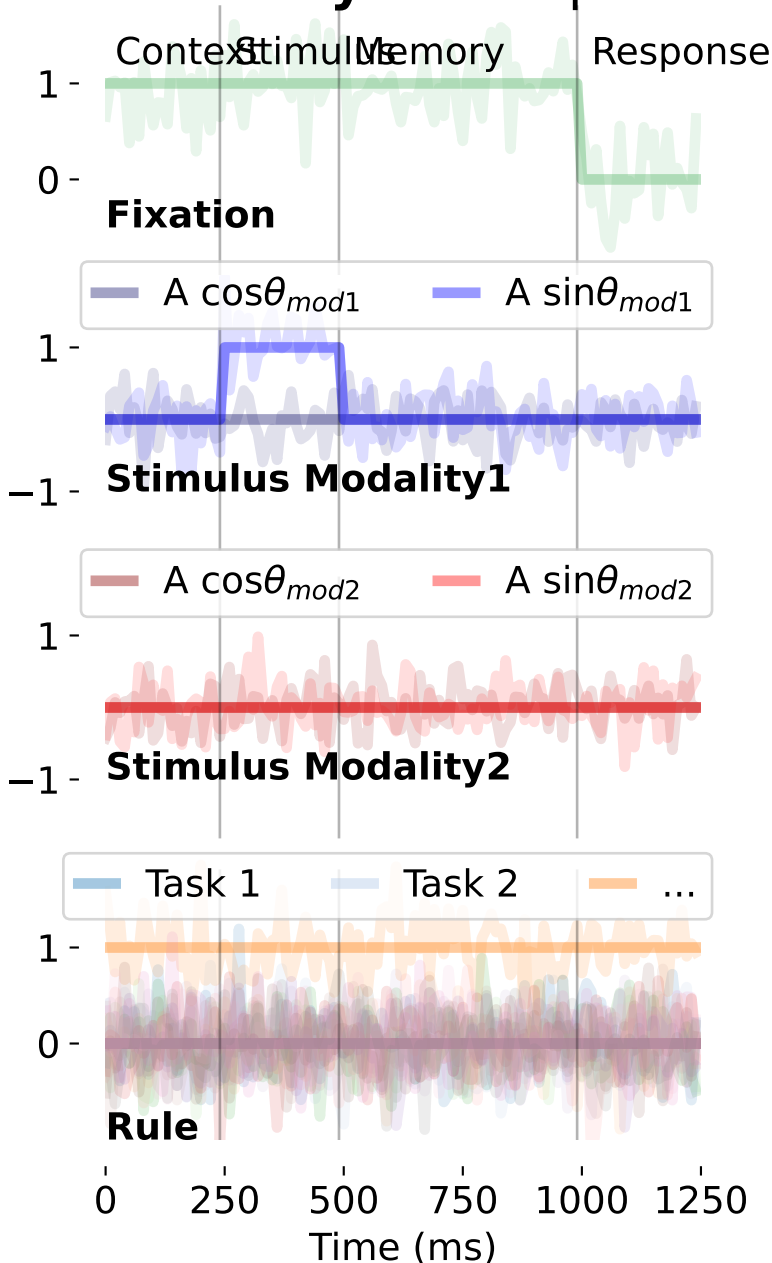 Context Stimulus Memory Response
1
0
Fixation
A cosθmod1 A sinθmod1
1
−1
Stimulus Modality1
A cosθmod2 A sinθmod2
1
−1
Stimulus Modality2
Task 1 Task 2 ...
1
0
Rule
0 250 500 750 1000 1250
Time (ms)